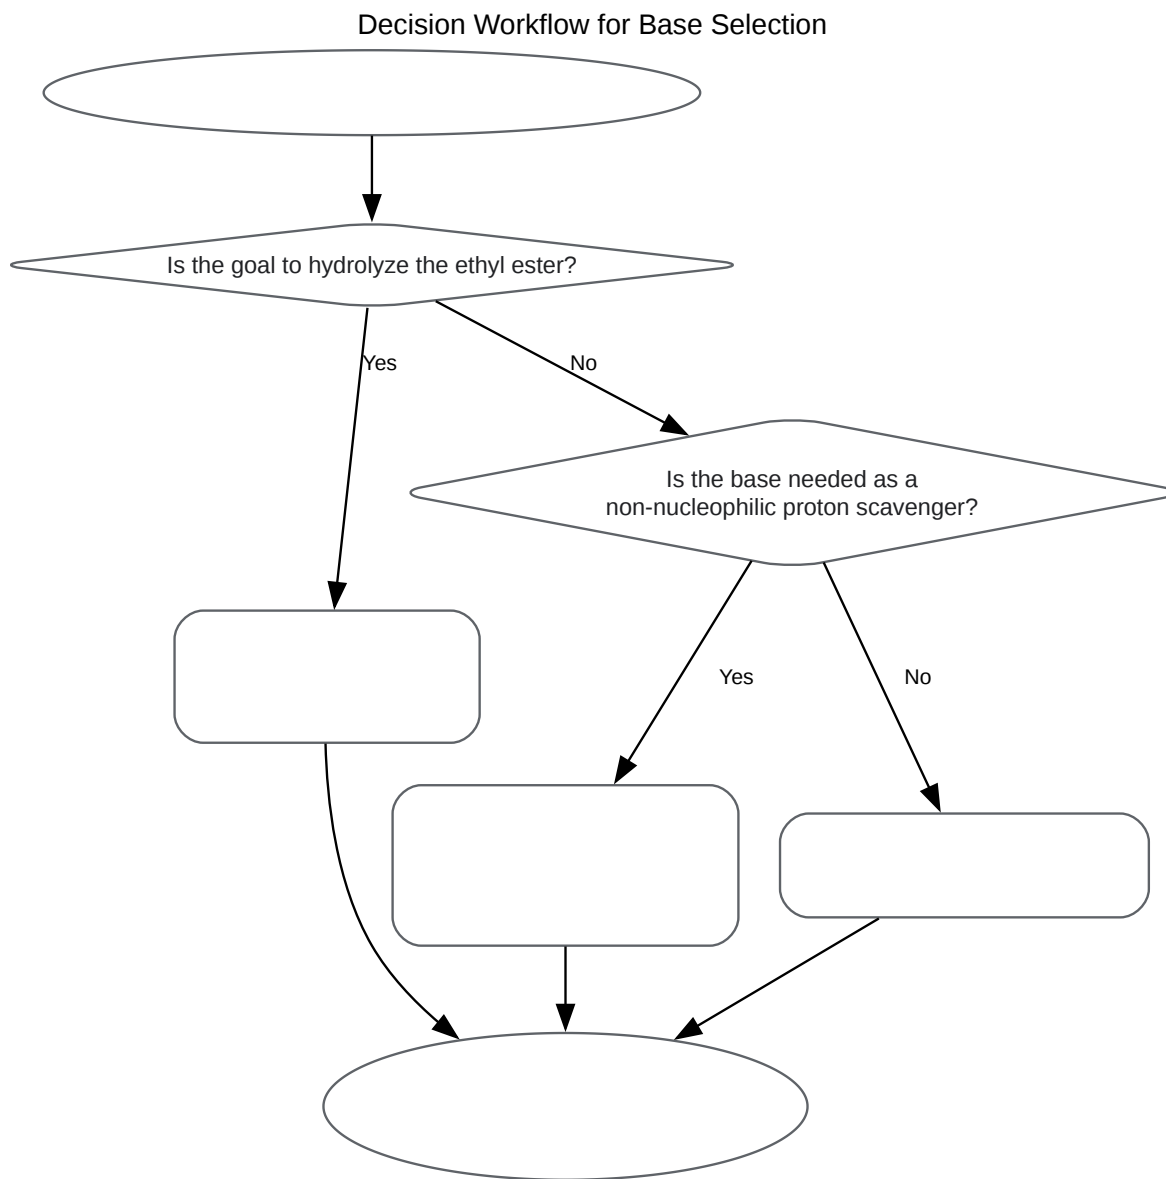 Decision Workflow for Base Selection
Is the goal to hydrolyze the ethyl ester?
Yes
No
Is the base needed as a
non-nucleophilic proton scavenger?
Yes
No